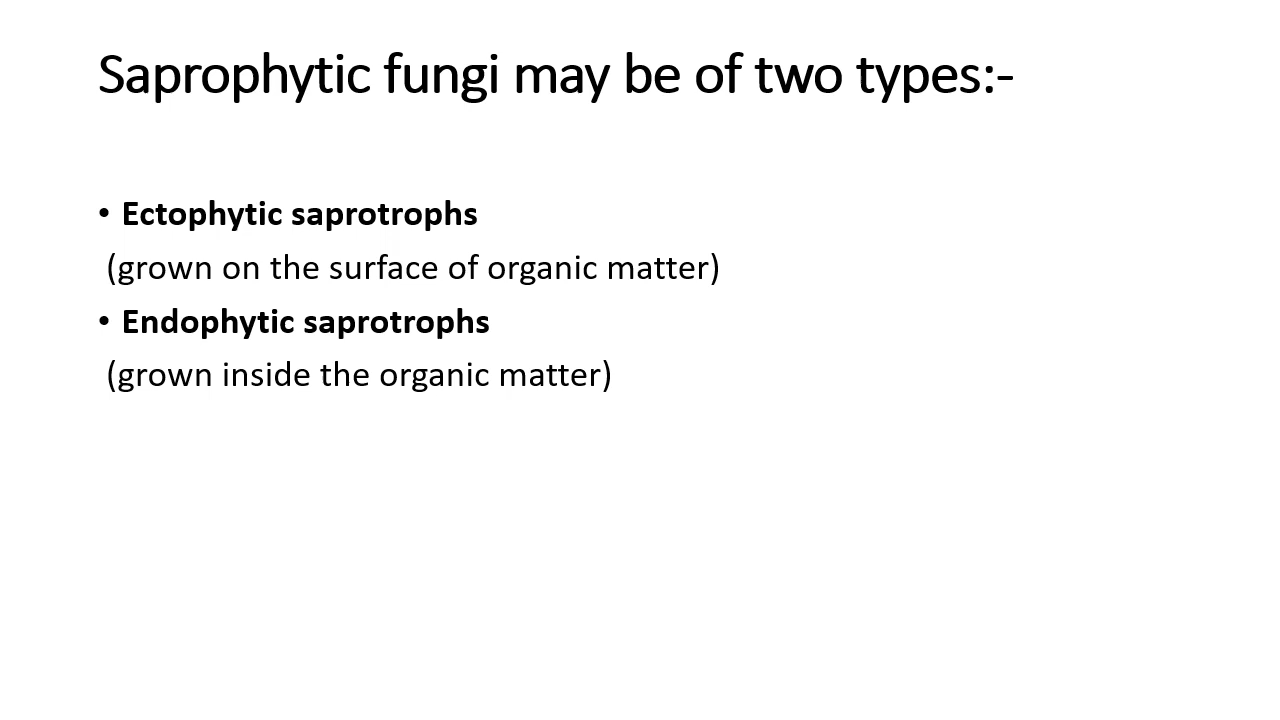 Saprophytic fungi may be of two types:-
• Ectophytic saprotrophs
(grown on the surface of organic matter)
• Endophytic saprotrophs
(grown inside the organic matter)